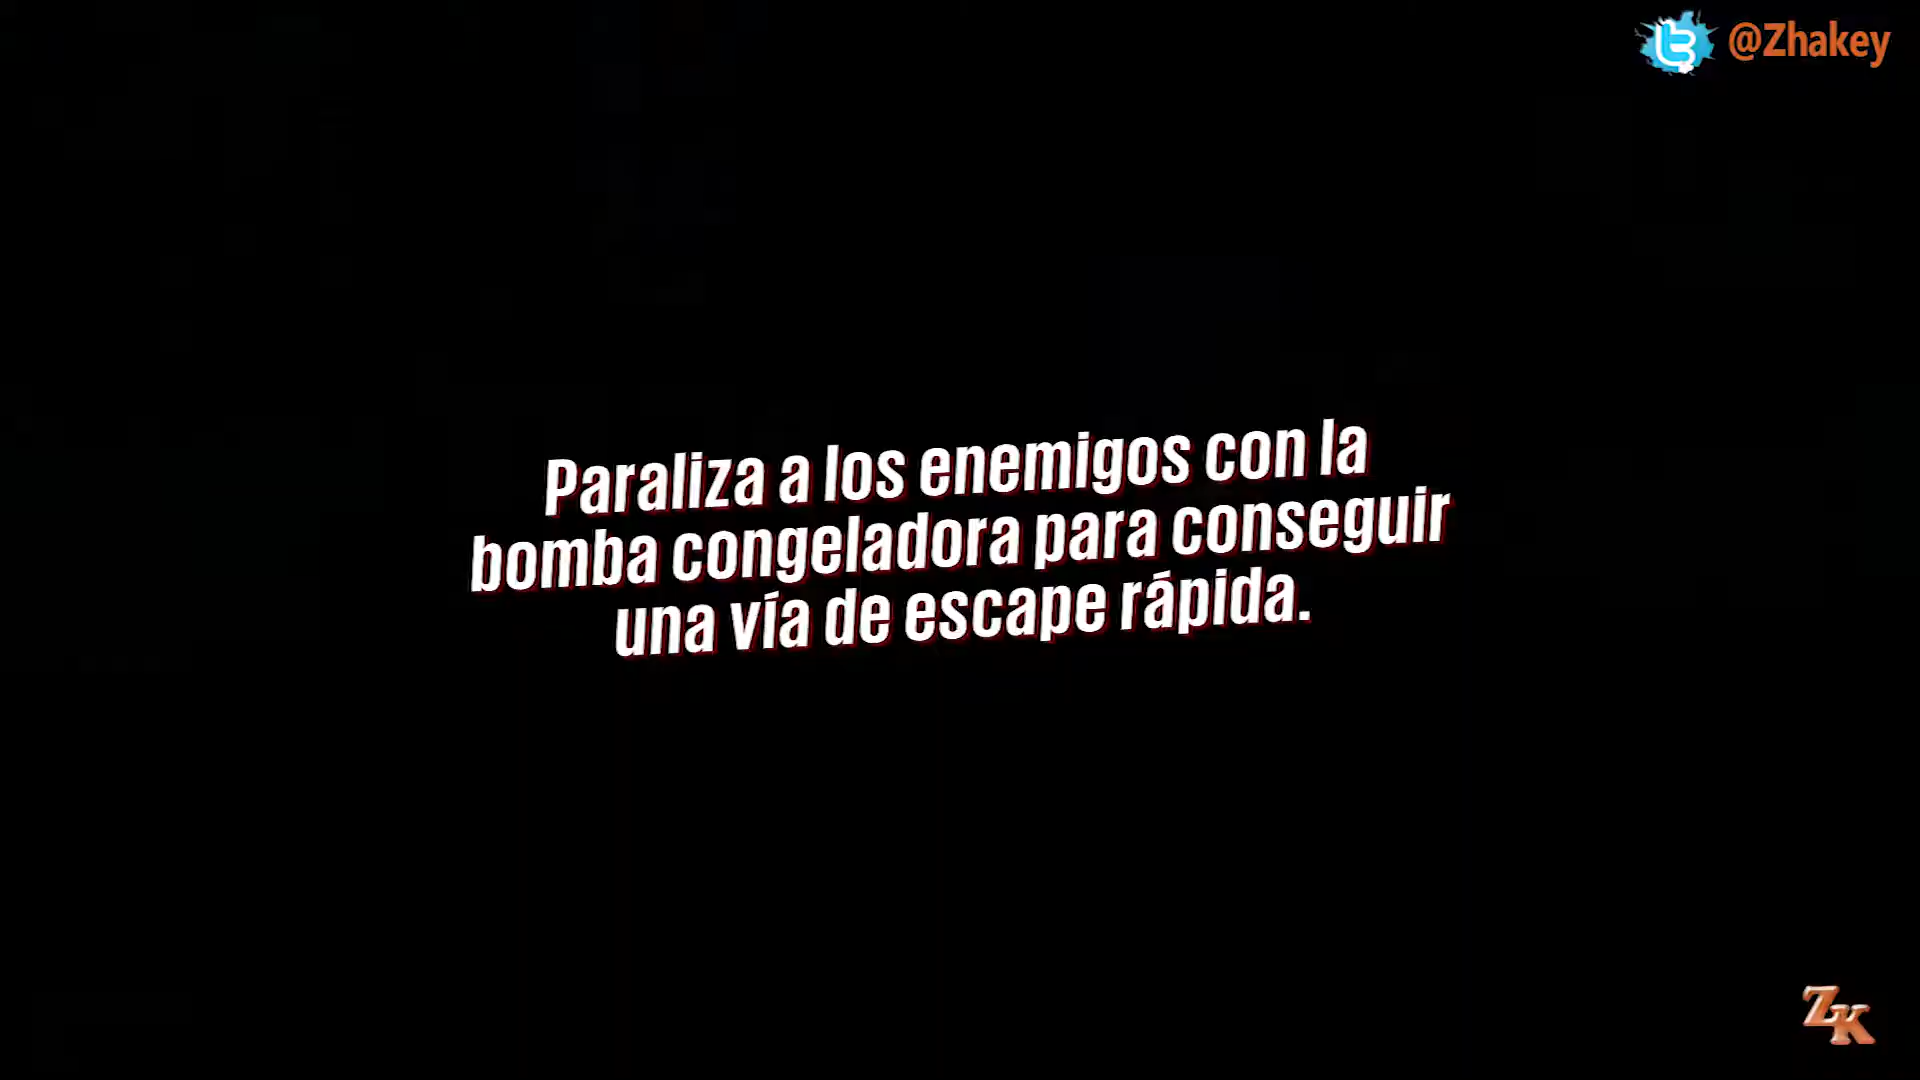 @Zhakey
Paraliza a los enemigos con la
bomba congeladora para conseguir
una vía de escape rápida.
ZK